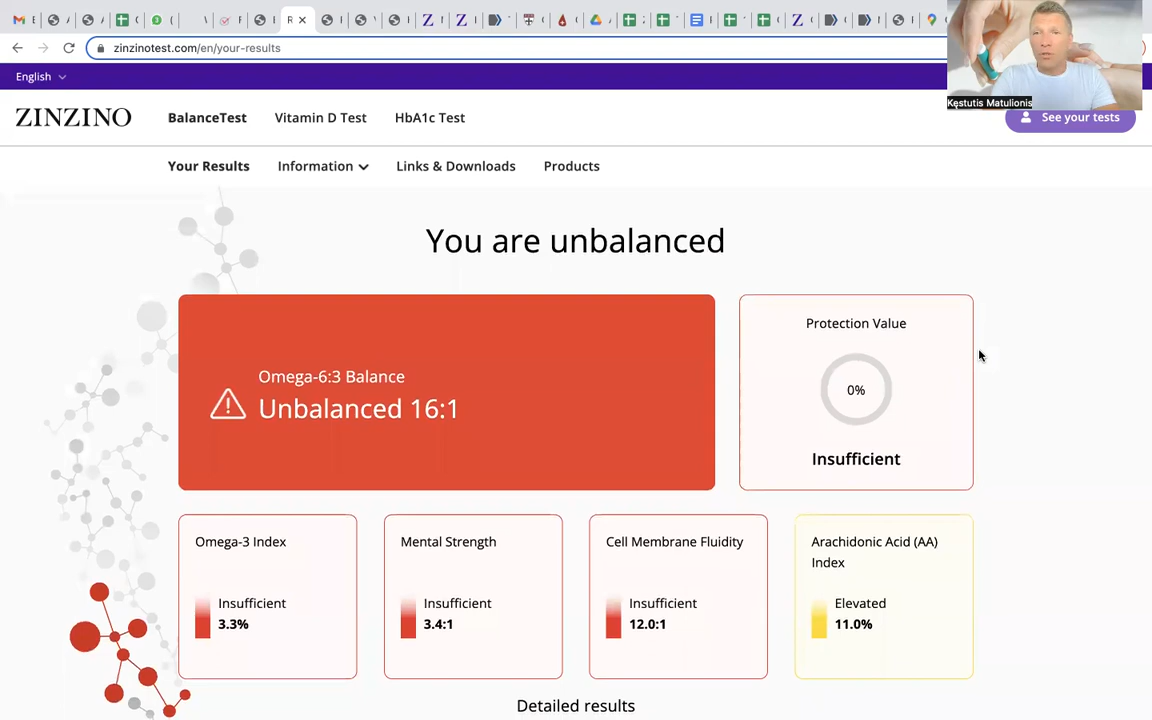 zinzinotest.com/en/your-results
English
Kęstutis Matulionis
ZINZINO
BalanceTest
Vitamin D Test
HbA1c Test
See your tests
Your Results
Information
Links & Downloads
Products
You are unbalanced
Omega-6:3 Balance
Unbalanced 16:1
Protection Value
0%
Insufficient
Omega-3 Index
Insufficient
3.3%
Mental Strength
Insufficient
3.4:1
Cell Membrane Fluidity
Insufficient
12.0:1
Arachidonic Acid (AA)
Index
Elevated
11.0%
Detailed results